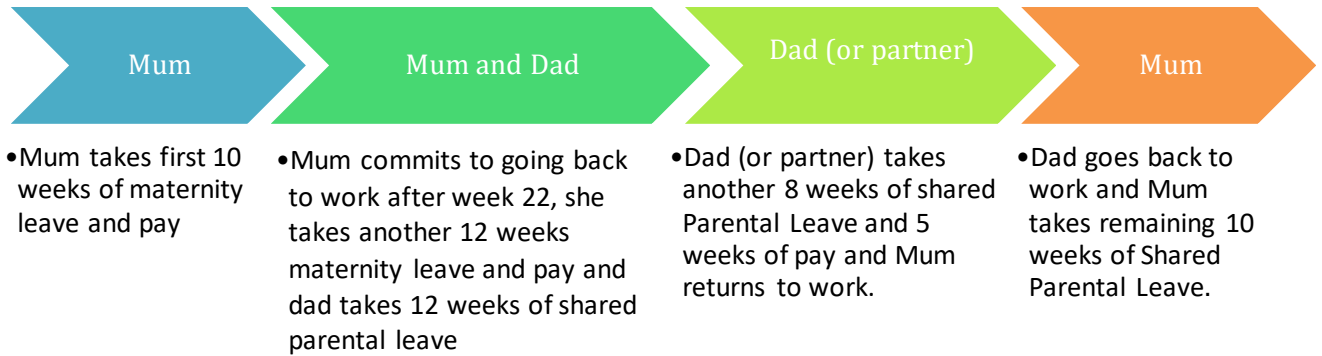 Mum
Mum and Dad
Dad (or partner)
Mum
•Mum takes first 10
weeks of maternity
leave and pay
•Mum commits to going back
to work after week 22, she
takes another 12 weeks
maternity leave and pay and
dad takes 12 weeks of shared
parental leave
•Dad (or partner) takes
another 8 weeks of shared
Parental Leave and 5
weeks of pay and Mum
returns to work.
•Dad goes back to
work and Mum
takes remaining 10
weeks of Shared
Parental Leave.